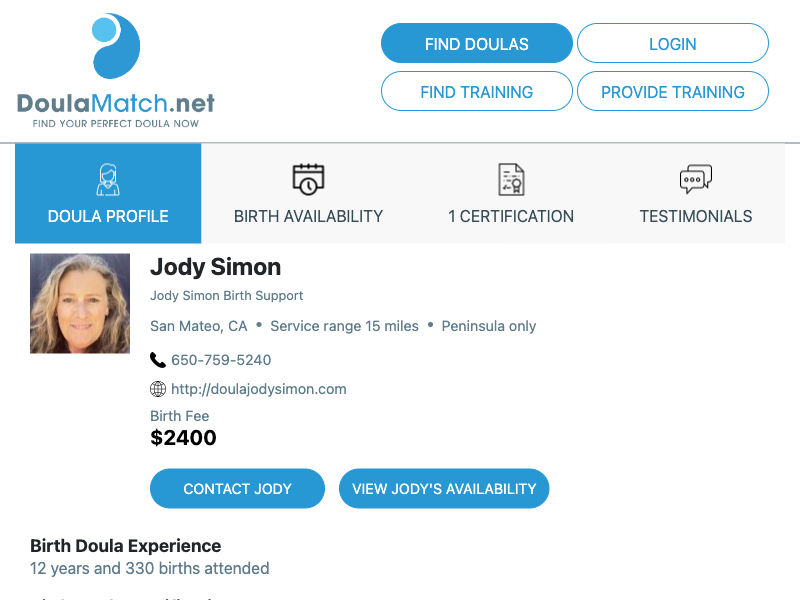 DoulaMatch.net
FIND YOUR PERFECT DOULA NOW
FIND DOULAS
LOGIN
FIND TRAINING
PROVIDE TRAINING
DOULA PROFILE
BIRTH AVAILABILITY
1 CERTIFICATION
TESTIMONIALS
Jody Simon
Jody Simon Birth Support
San Mateo, CA • Service range 15 miles • Peninsula only
650-759-5240
http://doulajodysimon.com
Birth Fee
$2400
CONTACT JODY
VIEW JODY'S AVAILABILITY
Birth Doula Experience
12 years and 330 births attended